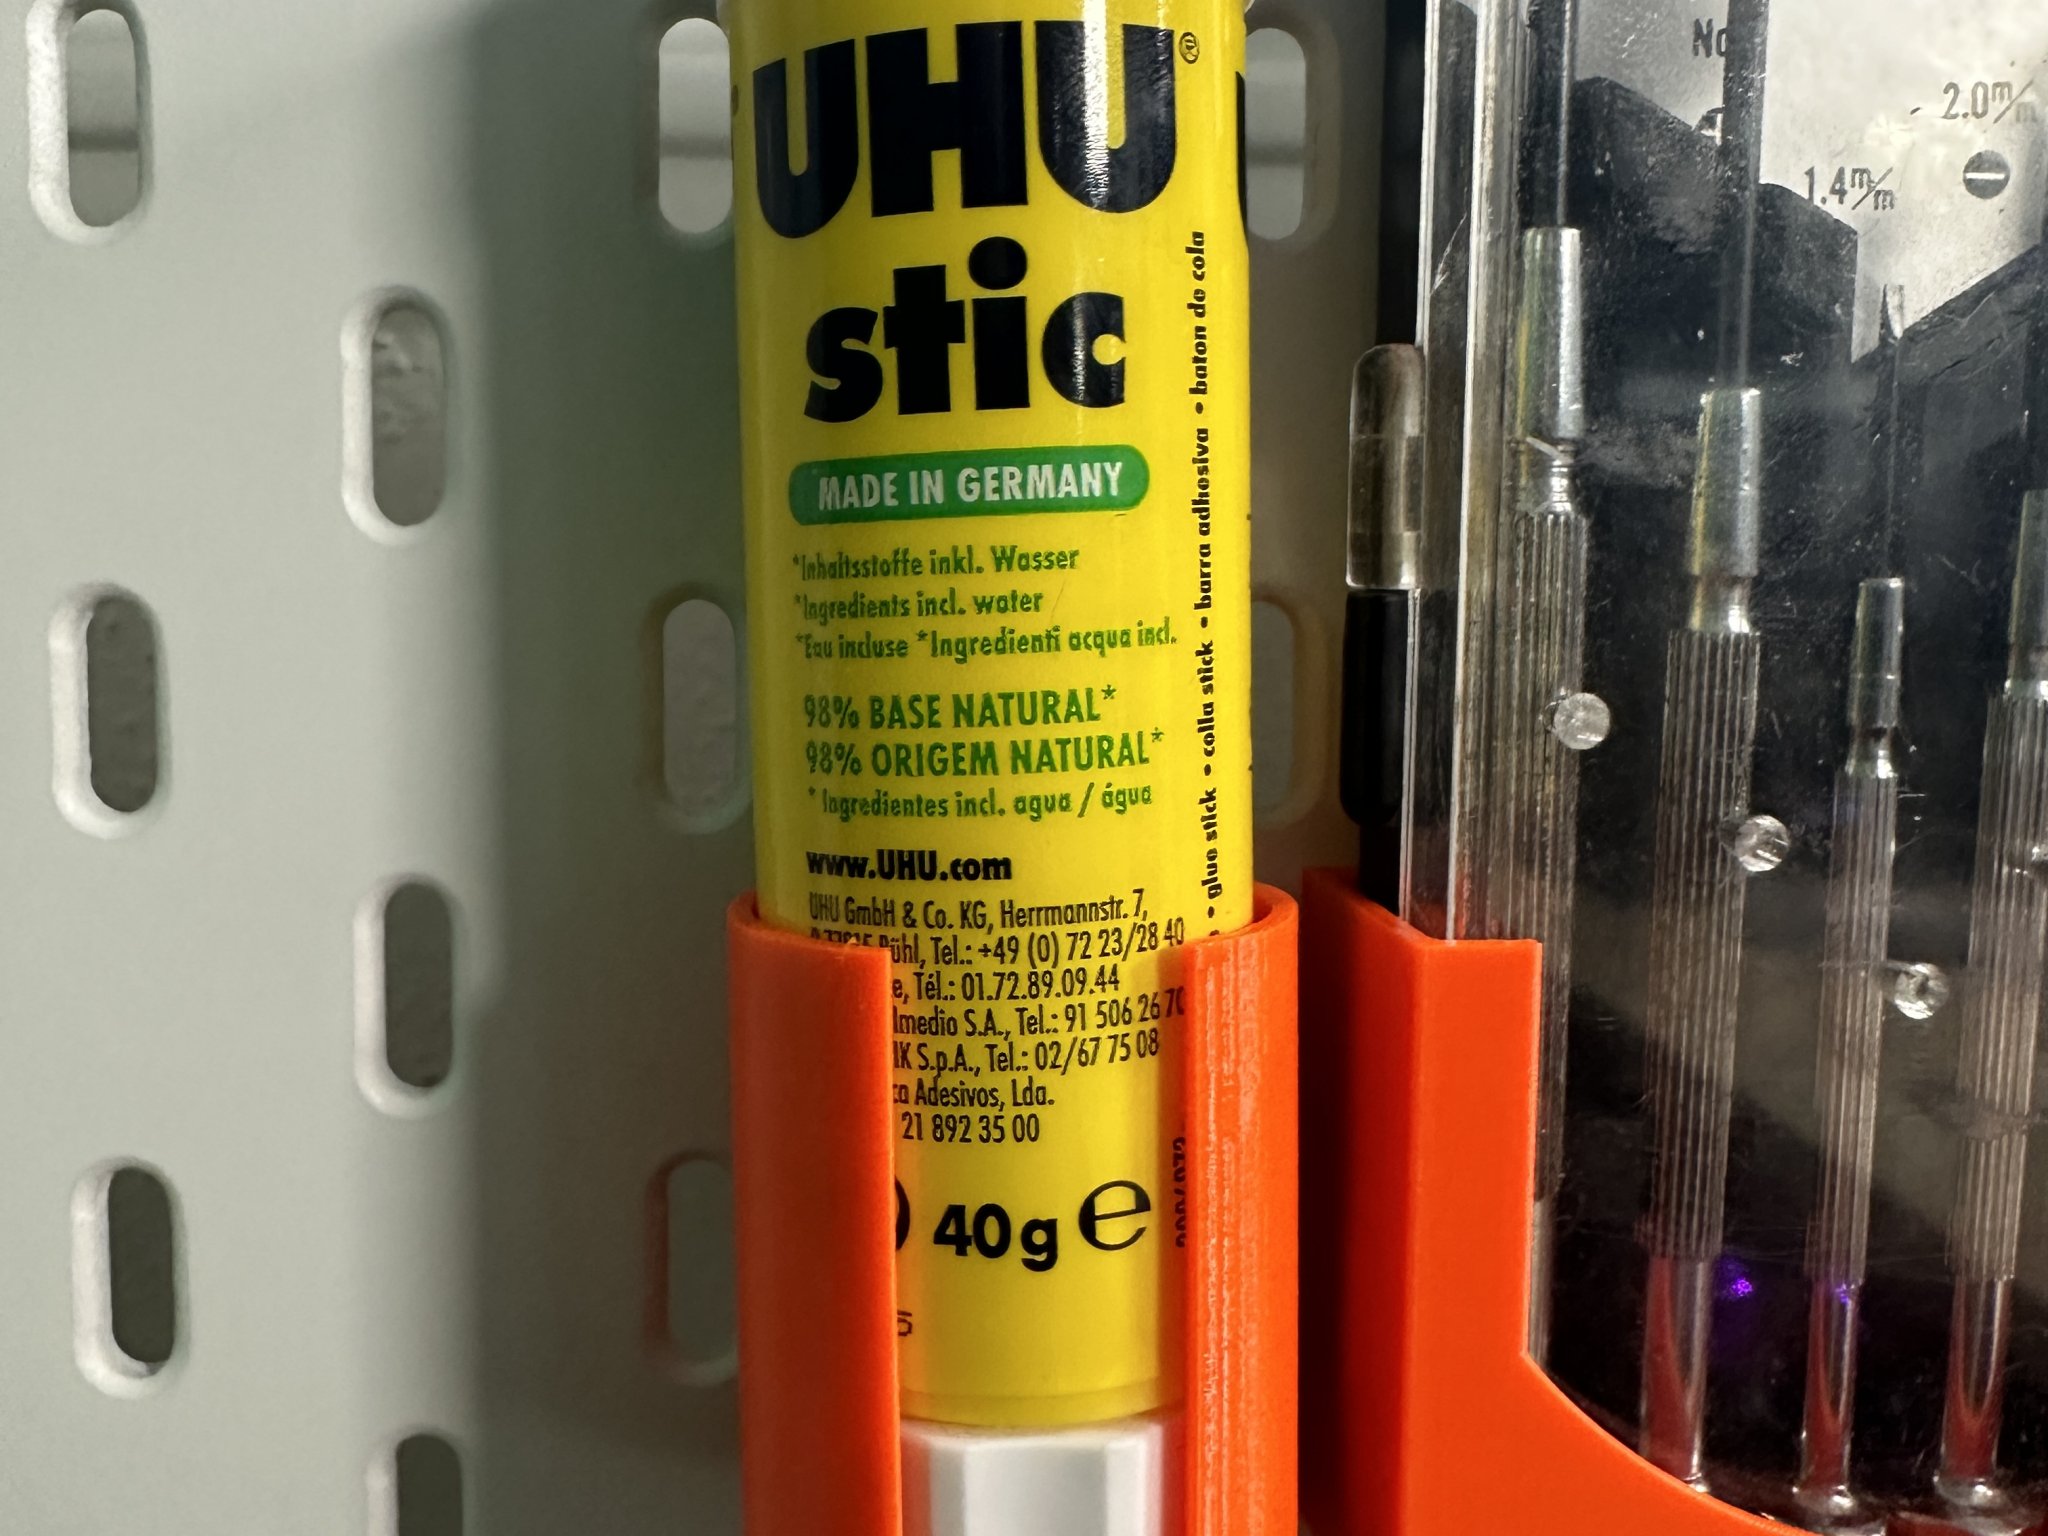 UHU®
stic
MADE IN GERMANY
*Inhaltsstoffe inkl. Wasser
*Ingredients incl. water
*Eau incluse *Ingredienti acqua incl.
98% BASE NATURAL*
98% ORIGEM NATURAL*
* Ingredientes incl. agua / água
www.UHU.com
UHU GmbH & Co. KG, Herrmannstr. 7,
Bühl, Tel.: +49 (0) 72 23/28 40
Tél.: 01.72.89.09.44
S.A., Tel.: 91 506 26 70
S.p.A., Tel.: 02/67 75 08
Adesivos, Lda.
21 892 35 00
40g ℮
• glue stick • colla stick • barra adhesiva • baton de cola
2.0 m/m
1.4 m/m